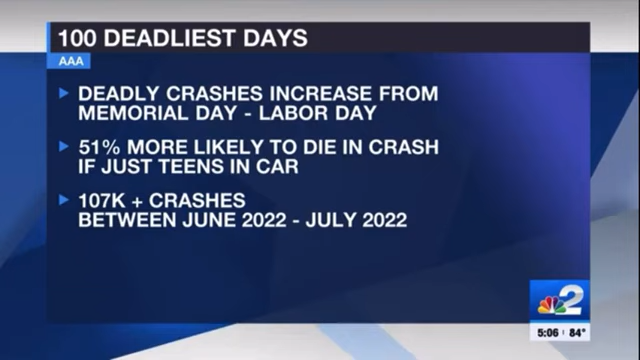 100 DEADLIEST DAYS
AAA
DEADLY CRASHES INCREASE FROM
MEMORIAL DAY - LABOR DAY
51% MORE LIKELY TO DIE IN CRASH
IF JUST TEENS IN CAR
107K + CRASHES
BETWEEN JUNE 2022 - JULY 2022
2
5:06 84°